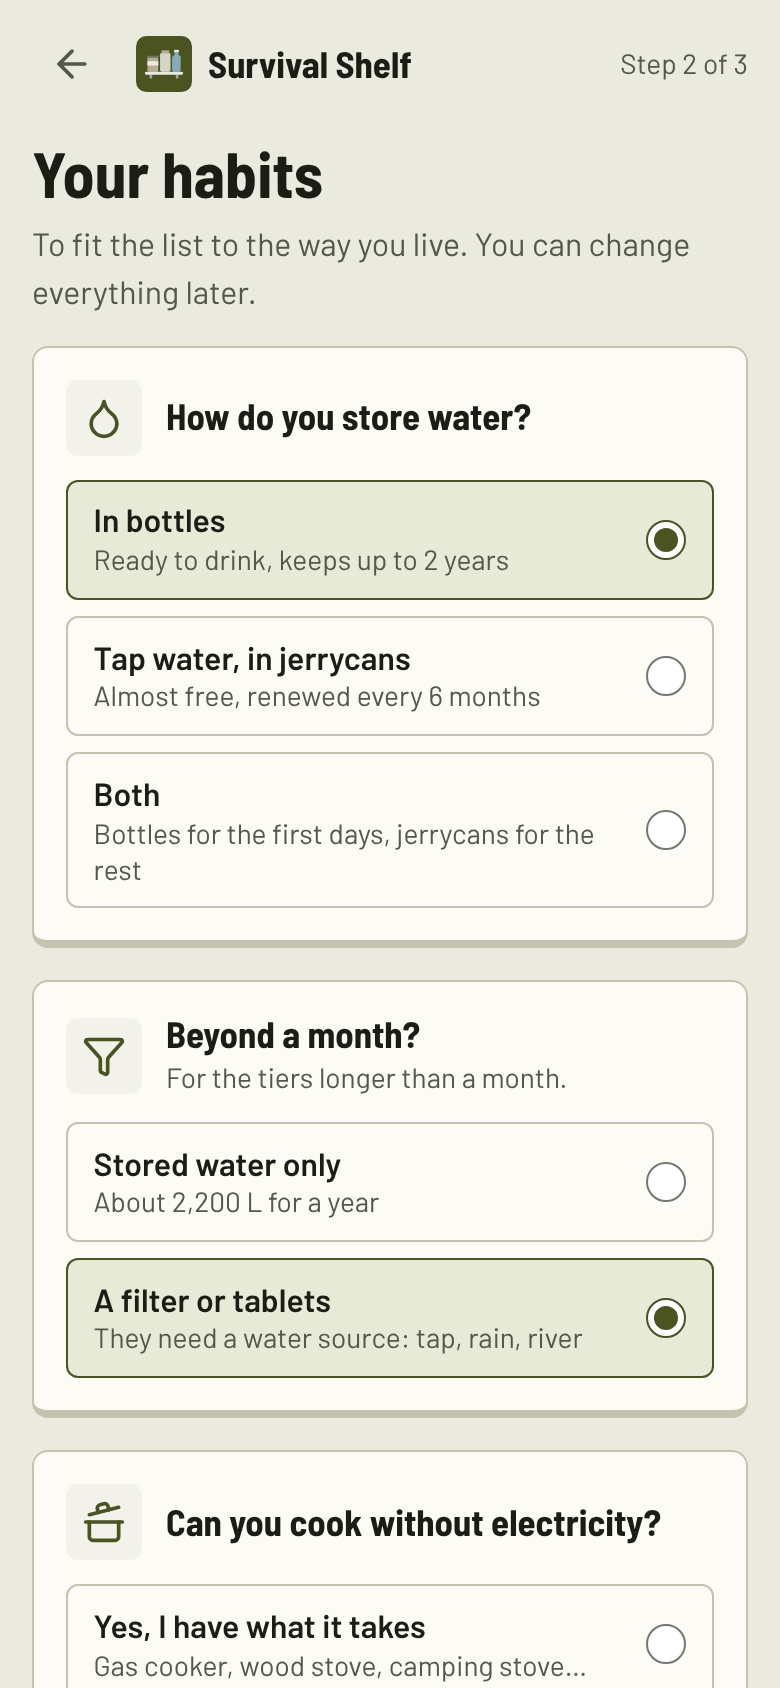 Survival Shelf
Step 2 of 3
Your habits
To fit the list to the way you live. You can change
everything later.
How do you store water?
In bottles
Ready to drink, keeps up to 2 years
Tap water, in jerrycans
Almost free, renewed every 6 months
Both
Bottles for the first days, jerrycans for the
rest
Beyond a month?
For the tiers longer than a month.
Stored water only
About 2,200 L for a year
A filter or tablets
They need a water source: tap, rain, river
Can you cook without electricity?
Yes, I have what it takes
Gas cooker, wood stove, camping stove...